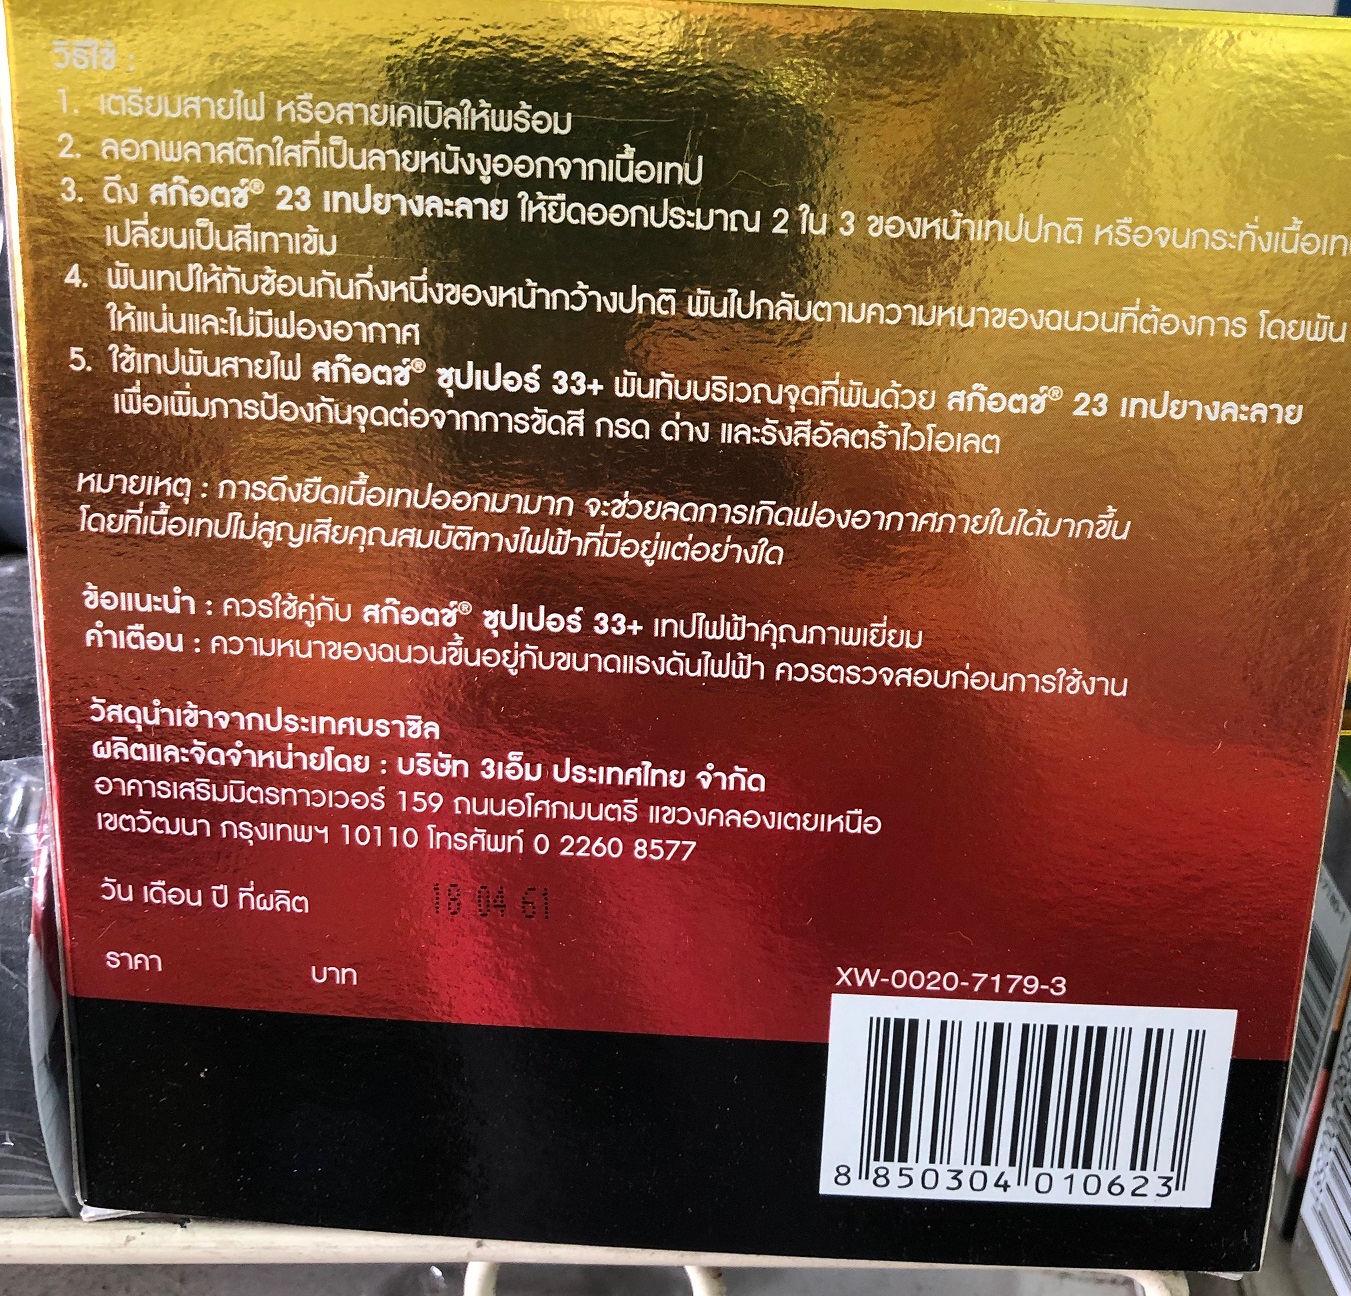 วิธีใช้ :
1. เตรียมสายไฟ หรือสายเคเบิลให้พร้อม
2. ลอกพลาสติกใสที่เป็นลายหนังงูออกจากเนื้อเทป
3. ดึง สก๊อตช์® 23 เทปยางละลาย ให้ยืดออกประมาณ 2 ใน 3 ของหน้าเทปปกติ หรือจนกระทั่งเนื้อเท
เปลี่ยนเป็นสีเทาเข้ม
4. พันเทปให้ทับซ้อนกันกึ่งหนึ่งของหน้ากว้างปกติ พันไปกลับตามความหนาของฉนวนที่ต้องการ โดยพัน
ให้แน่นและไม่มีฟองอากาศ
5. ใช้เทปพันสายไฟ สก๊อตช์® ซุปเปอร์ 33+ พันทับบริเวณจุดที่พันด้วย สก๊อตช์® 23 เทปยางละลาย
เพื่อเพิ่มการป้องกันจุดต่อจากการขัดสี กรด ด่าง และรังสีอัลตร้าไวโอเลต
หมายเหตุ : การดึงยืดเนื้อเทปออกมามาก จะช่วยลดการเกิดฟองอากาศภายในได้มากขึ้น
โดยที่เนื้อเทปไม่สูญเสียคุณสมบัติทางไฟฟ้าที่มีอยู่แต่อย่างใด
ข้อแนะนำ : ควรใช้คู่กับ สก๊อตช์® ซุปเปอร์ 33+ เทปไฟฟ้าคุณภาพเยี่ยม
คำเตือน : ความหนาของฉนวนขึ้นอยู่กับขนาดแรงดันไฟฟ้า ควรตรวจสอบก่อนการใช้งาน
วัสดุนำเข้าจากประเทศบราซิล
ผลิตและจัดจำหน่ายโดย : บริษัท 3เอ็ม ประเทศไทย จำกัด
อาคารเสริมมิตรทาวเวอร์ 159 ถนนอโศกมนตรี แขวงคลองเตยเหนือ
เขตวัฒนา กรุงเทพฯ 10110 โทรศัพท์ 0 2260 8577
วัน เดือน ปี ที่ผลิต 18 04 61
ราคา บาท
XW-0020-7179-3
8 850304 010623